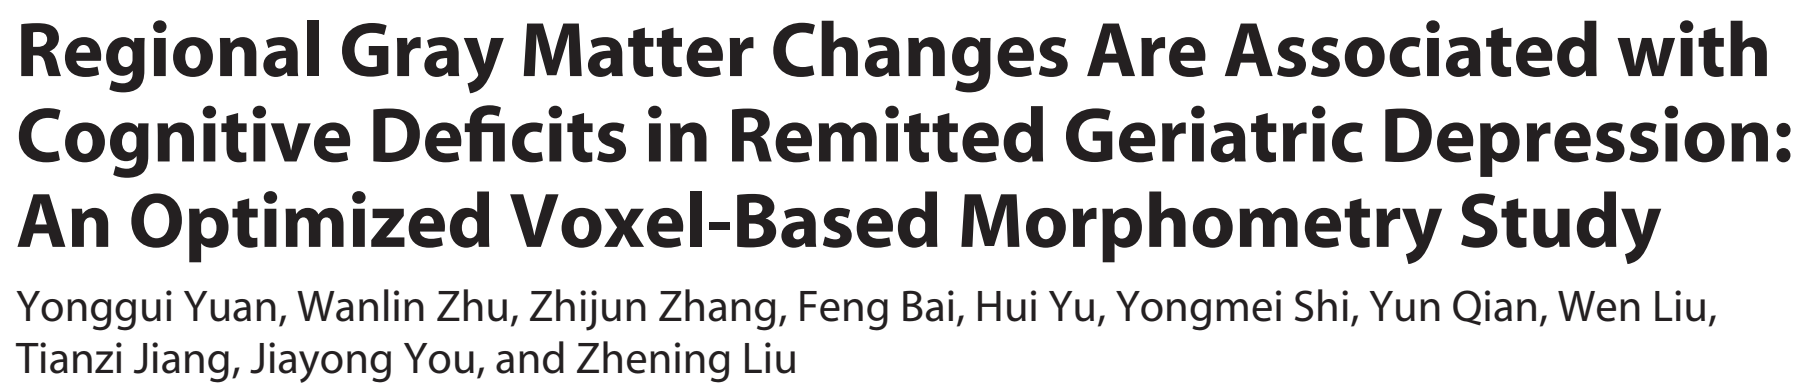 Regional Gray Matter Changes Are Associated with
Cognitive Deficits in Remitted Geriatric Depression:
An Optimized Voxel-Based Morphometry Study
Yonggui Yuan, Wanlin Zhu, Zhijun Zhang, Feng Bai, Hui Yu, Yongmei Shi, Yun Qian, Wen Liu,
Tianzi Jiang, Jiayong You, and Zhening Liu